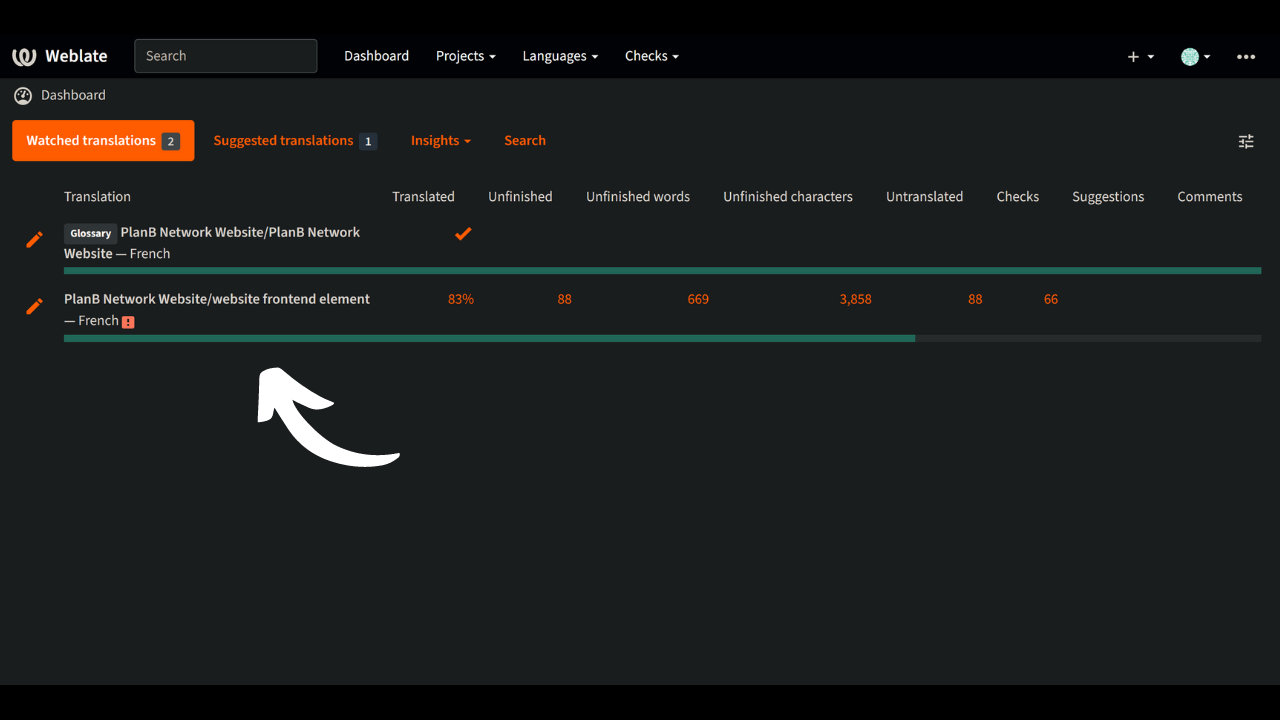 Weblate Search Dashboard Projects Languages Checks
Dashboard
Watched translations 2 Suggested translations 1 Insights Search
Translation Translated Unfinished Unfinished words Unfinished characters Untranslated Checks Suggestions Comments
Glossary PlanB Network Website/PlanB Network
Website — French
PlanB Network Website/website frontend element 83% 88 669 3,858 88 66
— French